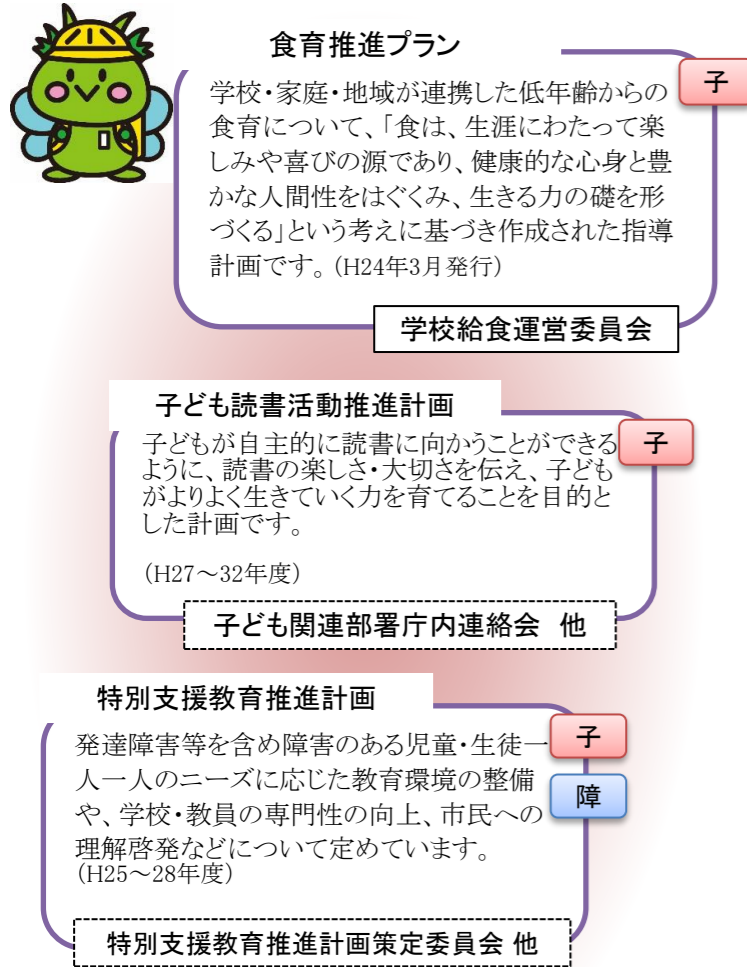 食育推進プラン
子
学校・家庭・地域が連携した低年齢からの
食育について、「食は、生涯にわたって楽
しみや喜びの源であり、健康的な心身と豊
かな人間性をはぐくみ、生きる力の礎を形
づくる」という考えに基づき作成された指導
計画です。(H24年3月発行)
学校給食運営委員会
子ども読書活動推進計画
子
子どもが自主的に読書に向かうことができる
ように、読書の楽しさ・大切さを伝え、子ども
がよりよく生きていく力を育てることを目的と
した計画です。
(H27～32年度)
子ども関連部署庁内連絡会 他
特別支援教育推進計画
子
障
発達障害等を含め障害のある児童・生徒一
人一人のニーズに応じた教育環境の整備
や、学校・教員の専門性の向上、市民への
理解啓発などについて定めています。
(H25～28年度)
特別支援教育推進計画策定委員会 他